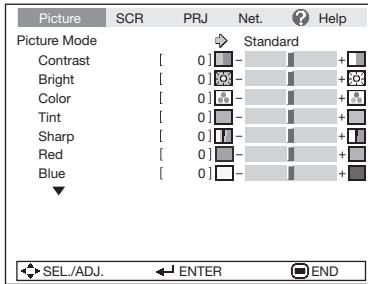 Picture SCR PRJ Net. ? Help
Picture Mode Standard
Contrast [ 0 ] - +
Bright [ 0 ] - +
Color [ 0 ] - +
Tint [ 0 ] - +
Sharp [ 0 ] - +
Red [ 0 ] - +
Blue [ 0 ] - +
SEL./ADJ. ENTER END